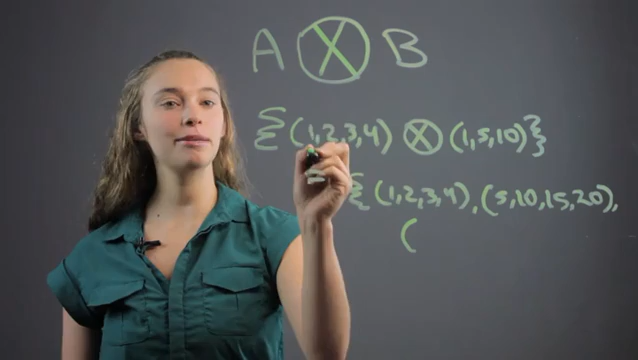 A ⊗ B
{(1,2,3,4) ⊗ (1,5,10)}
= {(1,2,3,4), (5,10,15,20),
(